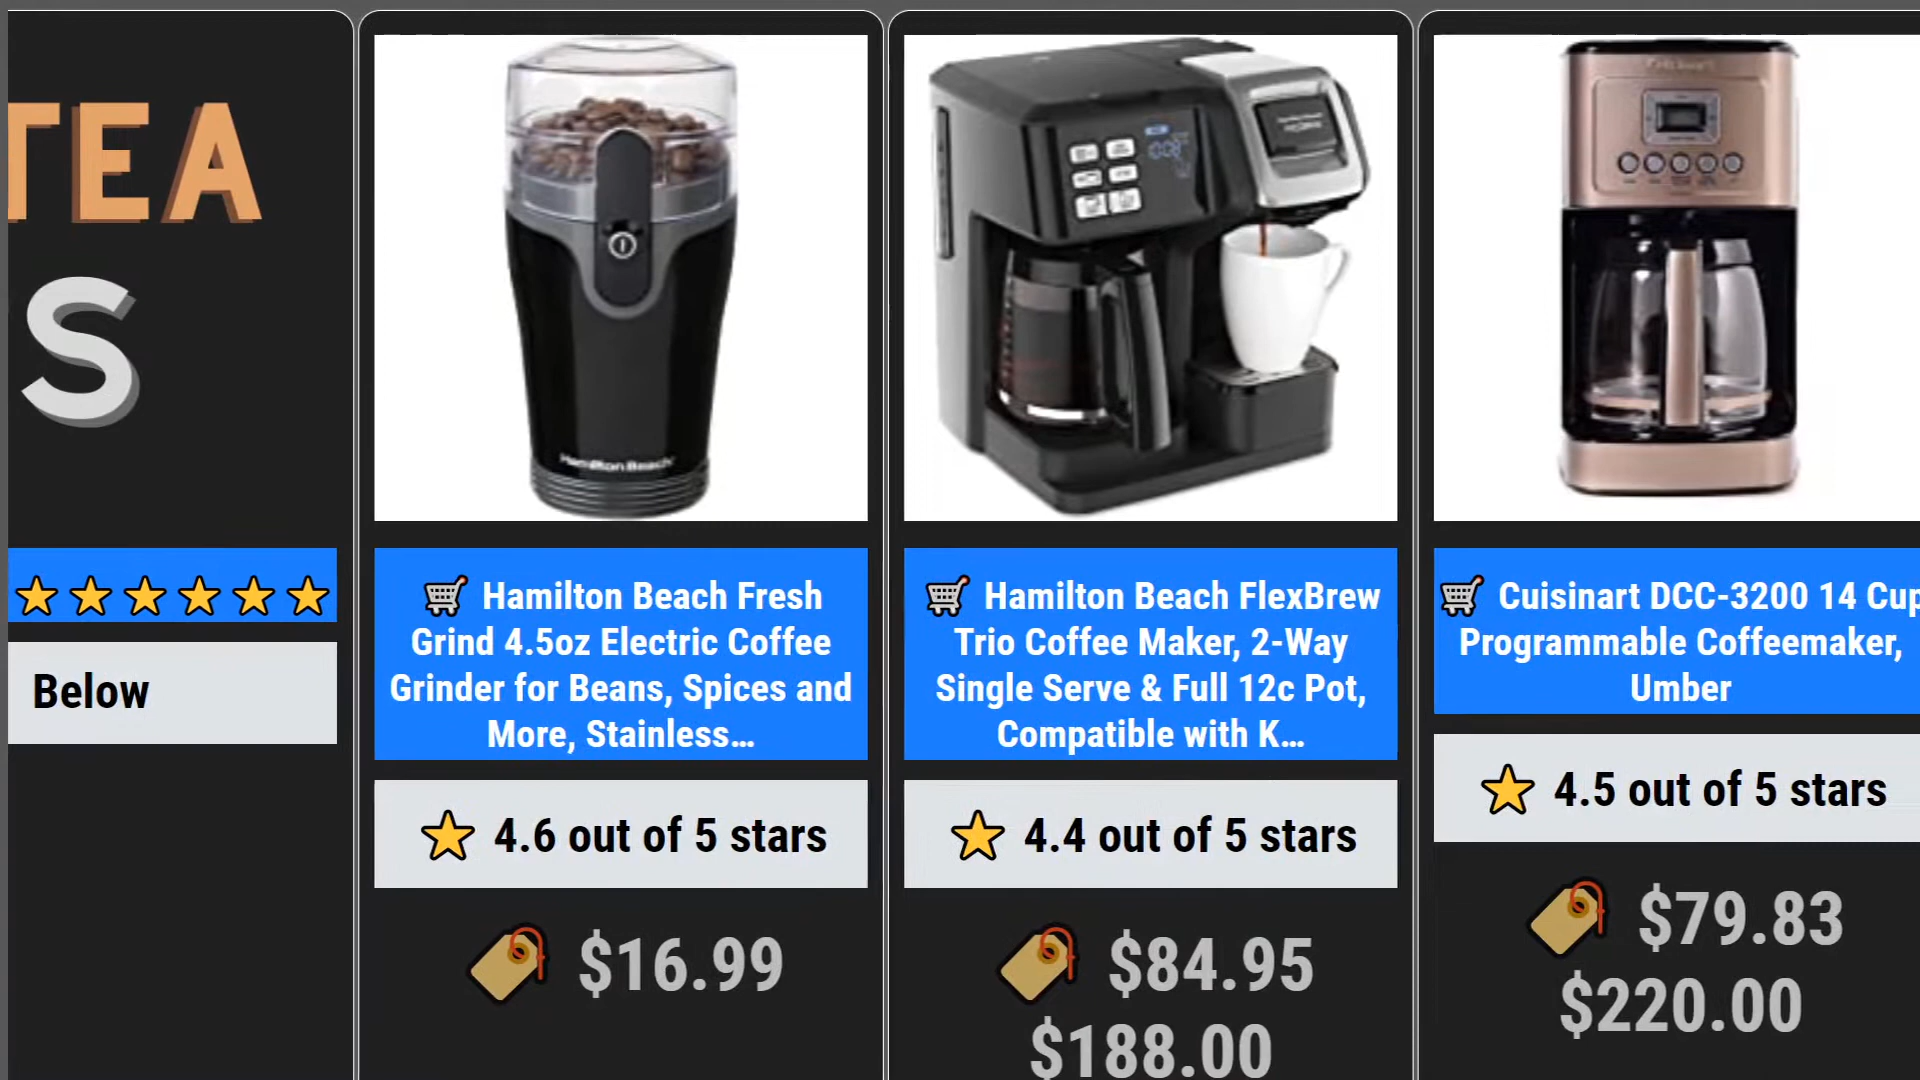 TEA
S
Below
Hamilton Beach
Hamilton Beach Fresh
Grind 4.5oz Electric Coffee
Grinder for Beans, Spices and
More, Stainless...
4.6 out of 5 stars
$16.99
Hamilton Beach FlexBrew
Trio Coffee Maker, 2-Way
Single Serve & Full 12c Pot,
Compatible with K...
4.4 out of 5 stars
$84.95
$188.00
Cuisinart
Cuisinart DCC-3200 14 Cup
Programmable Coffeemaker,
Umber
4.5 out of 5 stars
$79.83
$220.00